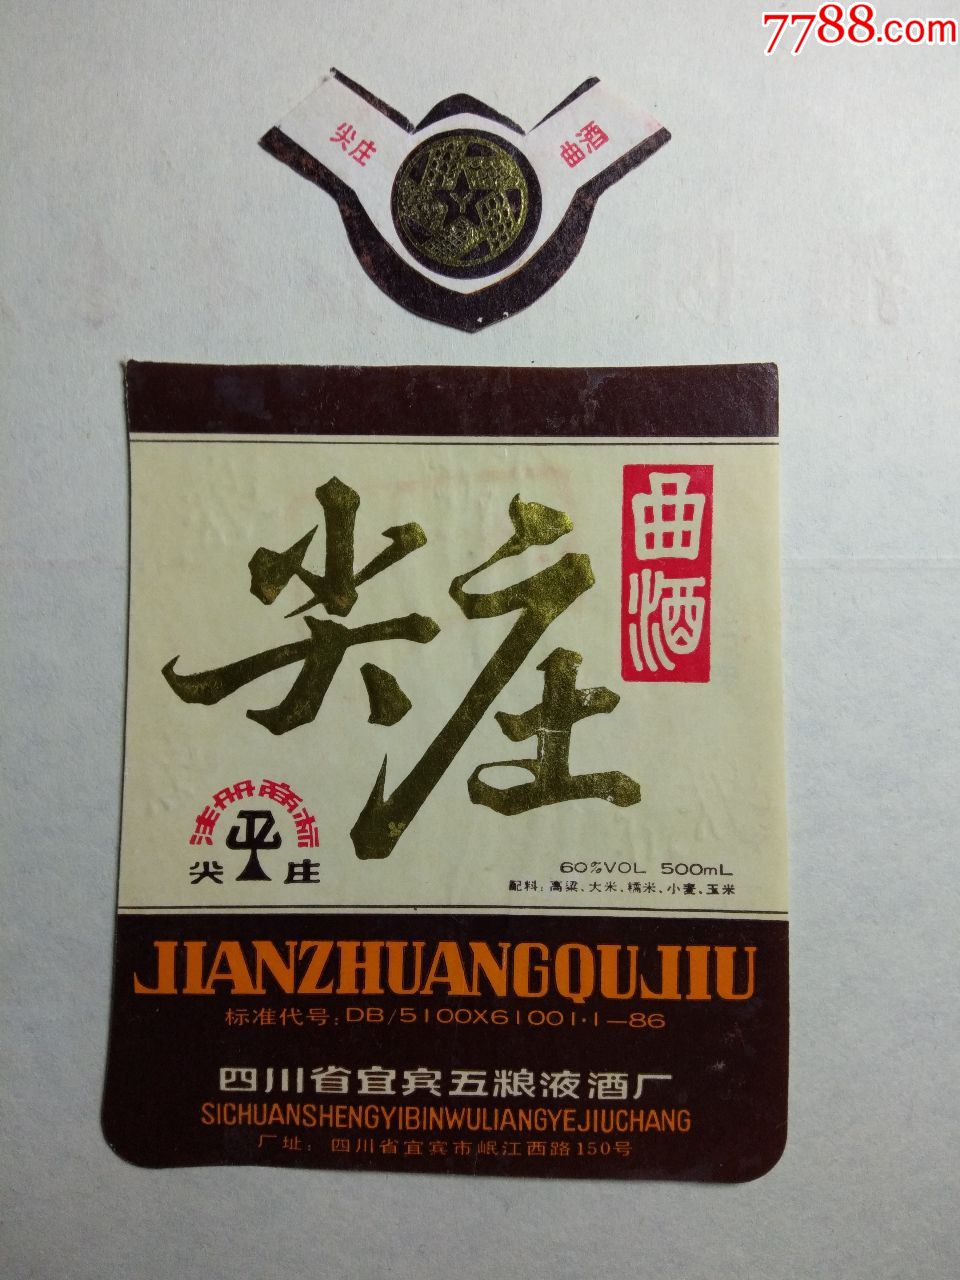 7788.com
尖庄
曲酒
尖庄
曲酒
注册商标
尖 庄
60%VOL 500mL
配料:高粱、大米、糯米、小麦、玉米
JIANZHUANGQUJIU
标准代号:DB/5100X61001·1—86
四川省宜宾五粮液酒厂
SICHUANSHENGYIBINWULIANGYEJIUCHANG
厂址:四川省宜宾市岷江西路150号